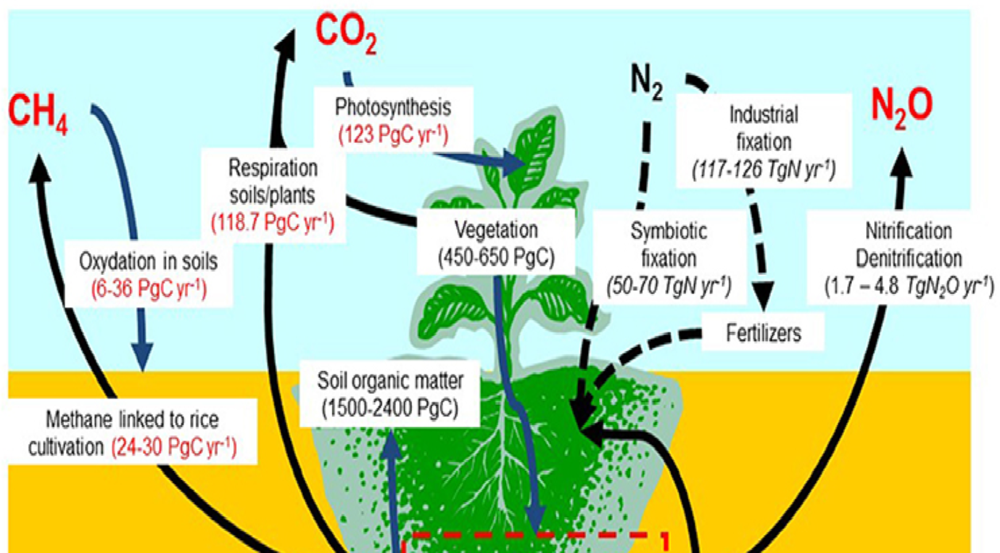 CO₂
CH₄
Photosynthesis
(123 PgC yr⁻¹)
N₂
Industrial
fixation
(117-126 TgN yr⁻¹)
N₂O
Respiration
soils/plants
(118.7 PgC yr⁻¹)
Oxydation in soils
(6-36 PgC yr⁻¹)
Vegetation
(450-650 PgC)
Symbiotic
fixation
(50-70 TgN yr⁻¹)
Nitrification
Denitrification
(1.7 – 4.8 TgN₂O yr⁻¹)
Fertilizers
Soil organic matter
(1500-2400 PgC)
Methane linked to rice
cultivation (24-30 PgC yr⁻¹)